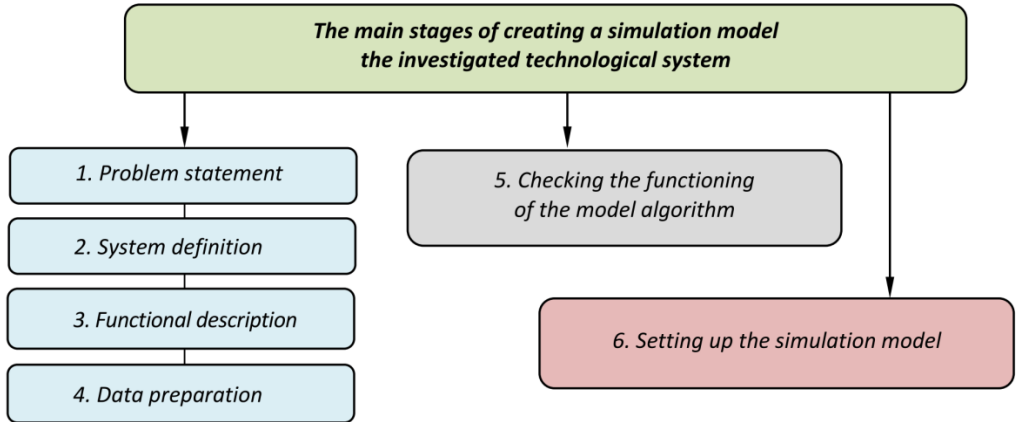 The main stages of creating a simulation model
the investigated technological system
1. Problem statement
2. System definition
3. Functional description
4. Data preparation
5. Checking the functioning
of the model algorithm
6. Setting up the simulation model